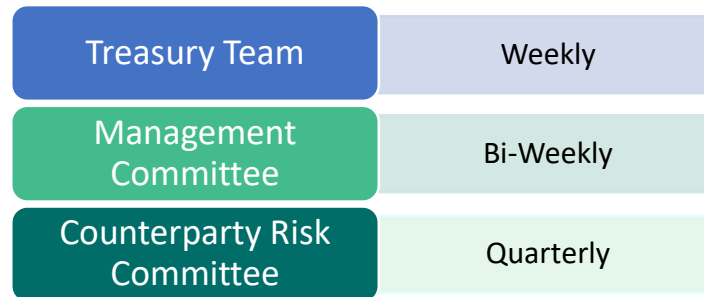 Treasury Team
Weekly
Management
Committee
Bi-Weekly
Counterparty Risk
Committee
Quarterly